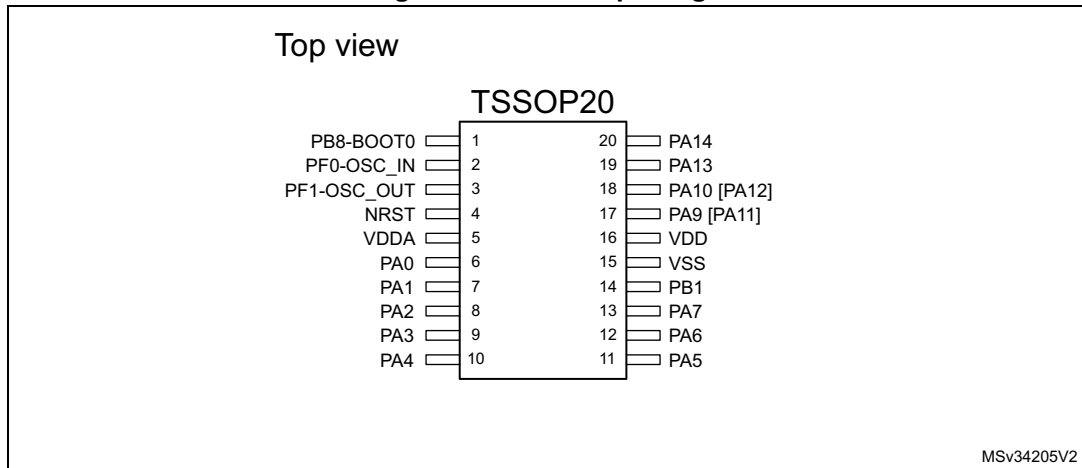 Top view
TSSOP20
PB8-BOOT0 1 20 PA14
PF0-OSC_IN 2 19 PA13
PF1-OSC_OUT 3 18 PA10 [PA12]
NRST 4 17 PA9 [PA11]
VDDA 5 16 VDD
PA0 6 15 VSS
PA1 7 14 PB1
PA2 8 13 PA7
PA3 9 12 PA6
PA4 10 11 PA5
MSv34205V2